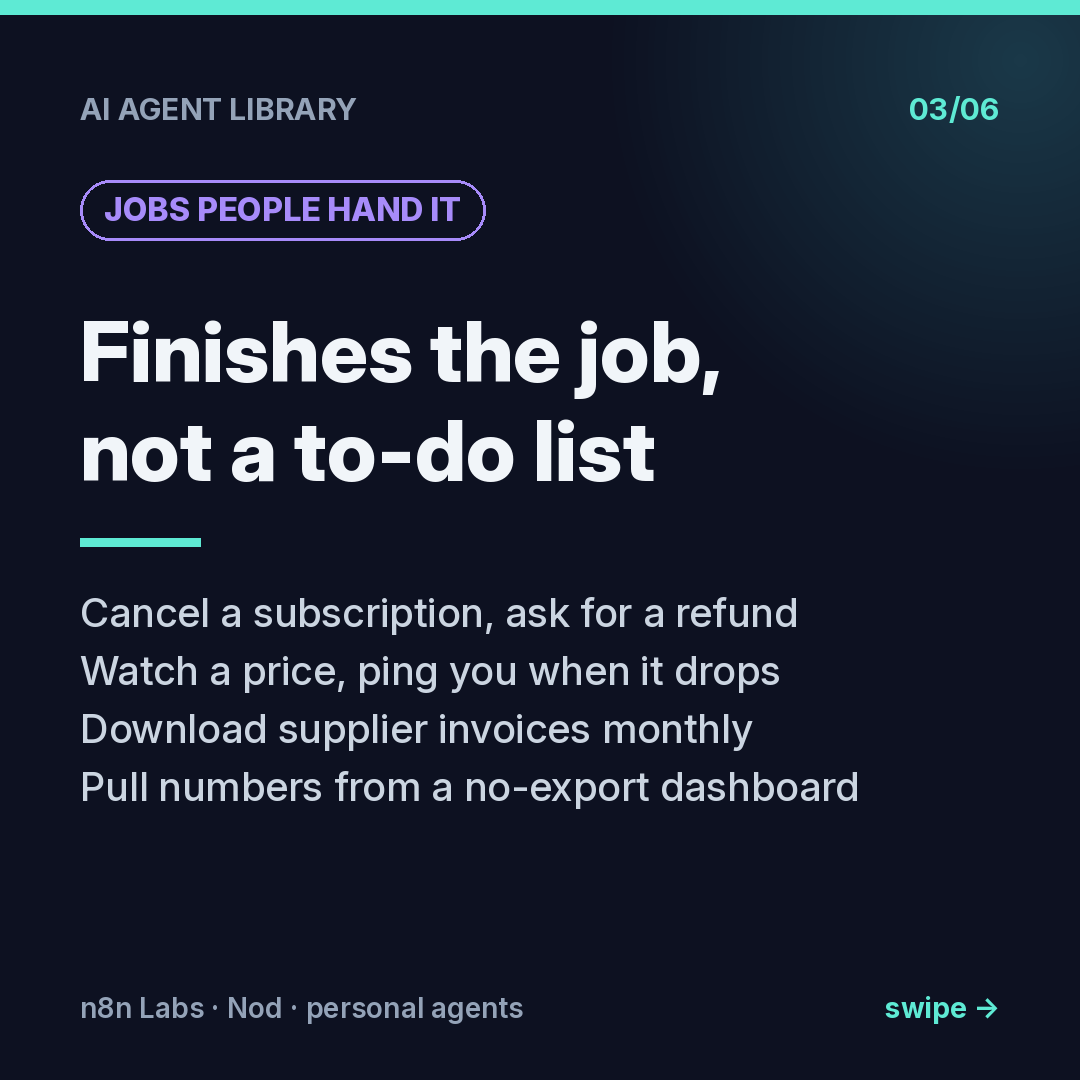 AI AGENT LIBRARY
03/06
JOBS PEOPLE HAND IT
Finishes the job,
not a to-do list
Cancel a subscription, ask for a refund
Watch a price, ping you when it drops
Download supplier invoices monthly
Pull numbers from a no-export dashboard
n8n Labs · Nod · personal agents
swipe →